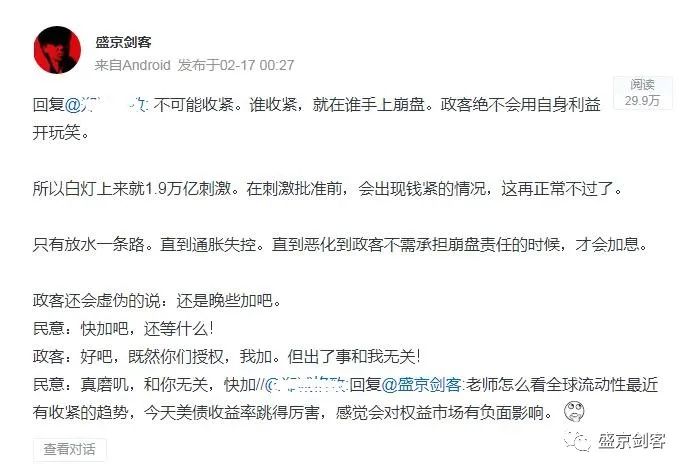 盛京剑客
来自Android 发布于02-17 00:27
阅读
29.9万
回复@ : 不可能收紧。谁收紧，就在谁手上崩盘。政客绝不会用自身利益
开玩笑。
所以白灯上来就1.9万亿刺激。在刺激批准前，会出现钱紧的情况，这再正常不过了。
只有放水一条路。直到通胀失控。直到恶化到政客不需承担崩盘责任的时候，才会加息。
政客还会虚伪的说：还是晚些加吧。
民意：快加吧，还等什么！
政客：好吧，既然你们授权，我加。但出了事和我无关！
民意：真磨叽，和你无关，快加//@ :回复@盛京剑客:老师怎么看全球流动性最近
有收紧的趋势，今天美债收益率跳得厉害，感觉会对权益市场有负面影响。
查看对话
盛京剑客